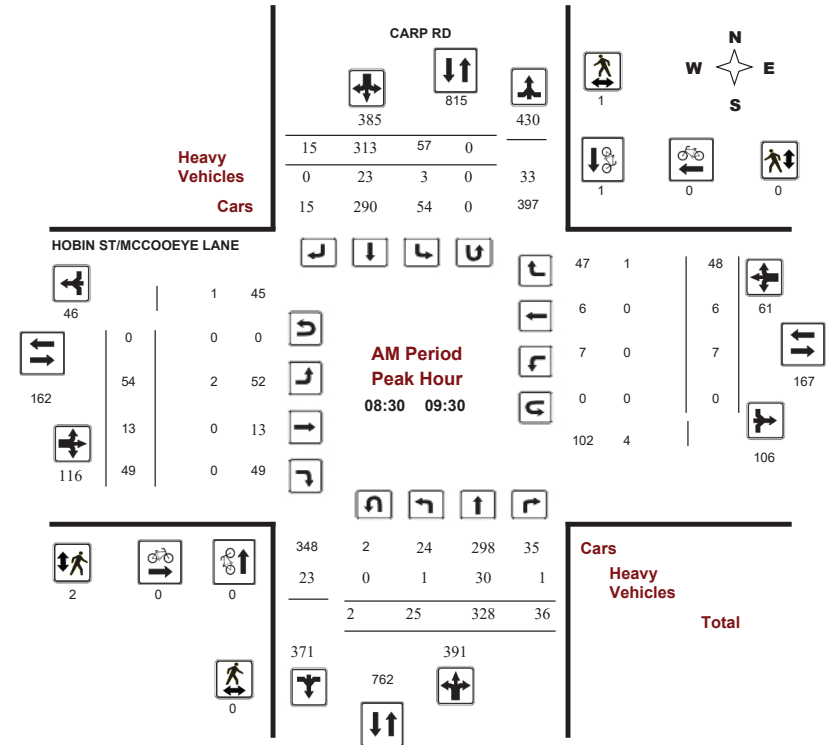 CARP RD
N
W E
S
815
1
385 430
15 313 57 0
Heavy
Vehicles
0 23 3 0 33
Cars
15 290 54 0 397
1 0 0
HOBIN ST/MCCOOEYE LANE
46
1 45
47 1 48
61
0 0 0
6 0 6
162
54 2 52
AM Period
Peak Hour
08:30 09:30
7 0 7
167
13 0 13
0 0 0
116
49 0 49
102 4
106
348 2 24 298 35
Cars
23 0 1 30 1
Heavy
Vehicles
2 0 0
2 25 328 36
Total
371 391
762
0